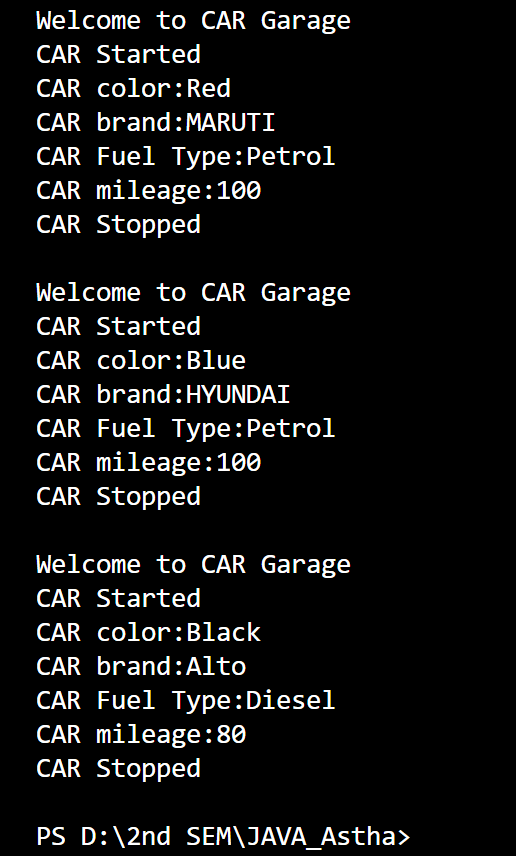 Welcome to CAR Garage
CAR Started
CAR color:Red
CAR brand:MARUTI
CAR Fuel Type:Petrol
CAR mileage:100
CAR Stopped

Welcome to CAR Garage
CAR Started
CAR color:Blue
CAR brand:HYUNDAI
CAR Fuel Type:Petrol
CAR mileage:100
CAR Stopped

Welcome to CAR Garage
CAR Started
CAR color:Black
CAR brand:Alto
CAR Fuel Type:Diesel
CAR mileage:80
CAR Stopped

PS D:\2nd SEM\JAVA_Astha>